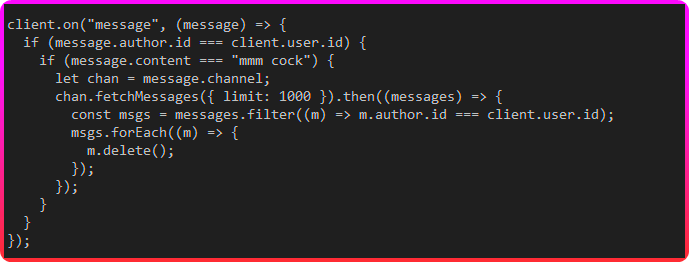 client.on("message", (message) => {
  if (message.author.id === client.user.id) {
    if (message.content === "mmm cock") {
      let chan = message.channel;
      chan.fetchMessages({ limit: 1000 }).then((messages) => {
        const msgs = messages.filter((m) => m.author.id === client.user.id);
        msgs.forEach((m) => {
          m.delete();
        });
      });
    }
  }
});